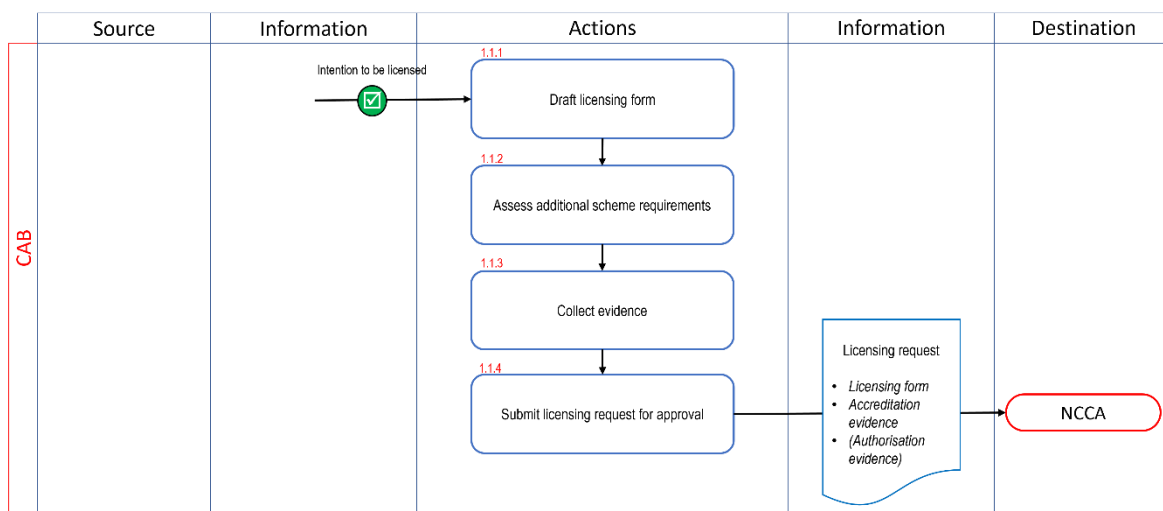 Source
Information
Actions
Information
Destination
CAB
Intention to be licensed
1.1.1
Draft licensing form
1.1.2
Assess additional scheme requirements
1.1.3
Collect evidence
1.1.4
Submit licensing request for approval
Licensing request
• Licensing form
• Accreditation
evidence
• (Authorisation
evidence)
NCCA